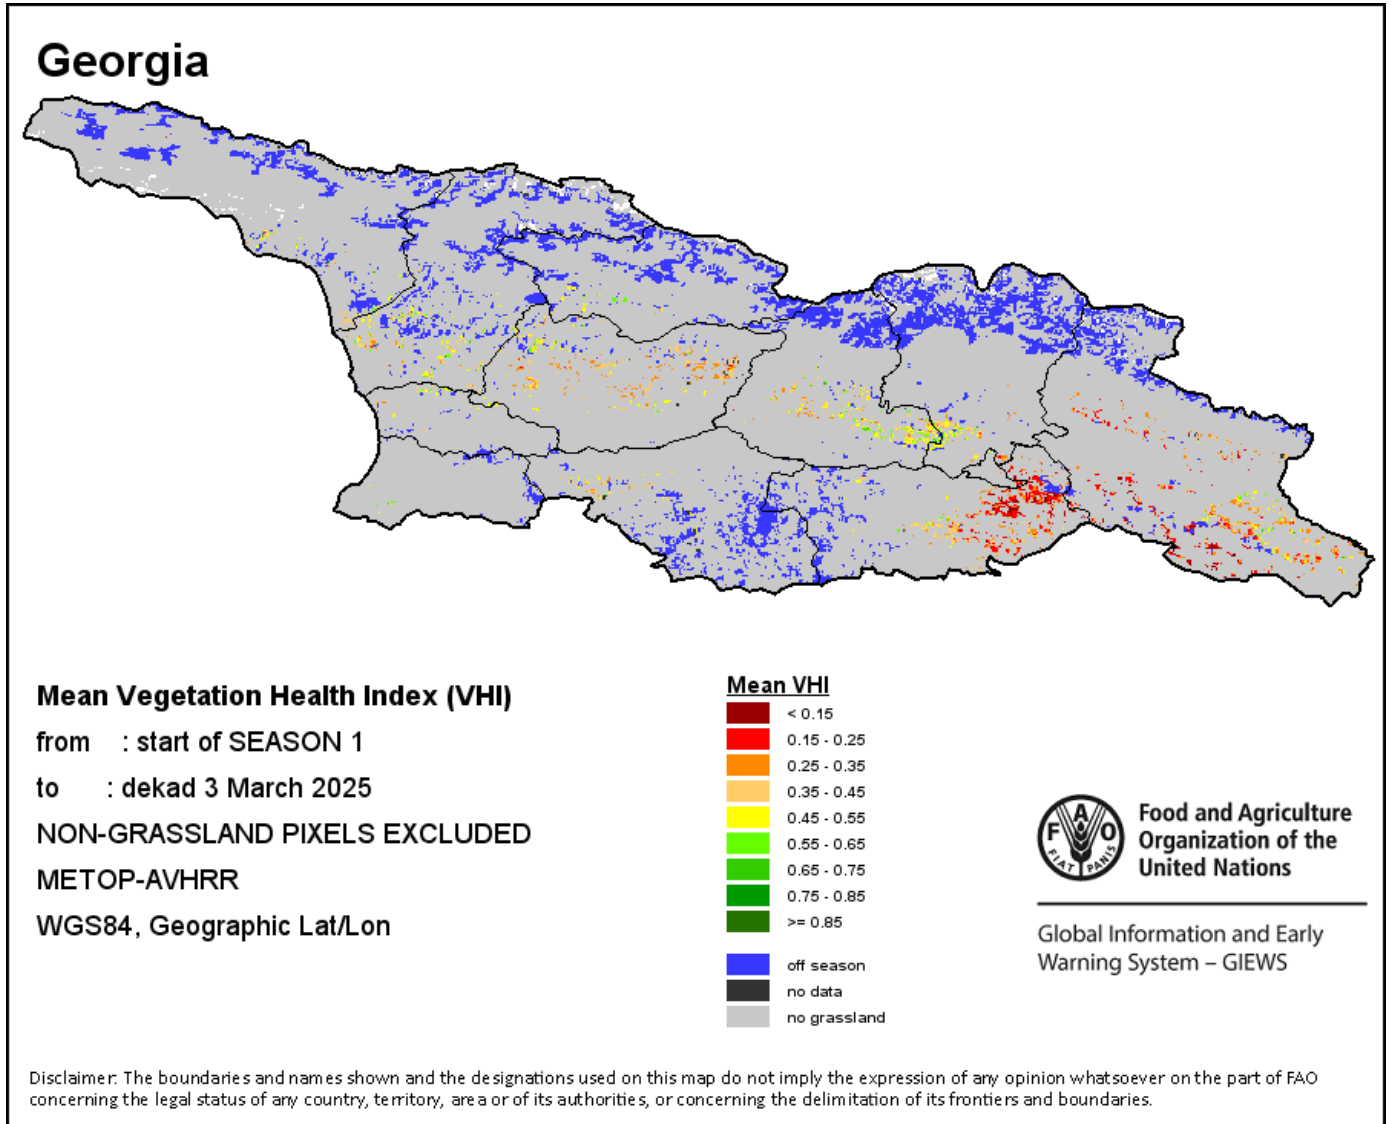 Georgia
Mean Vegetation Health Index (VHI)
from : start of SEASON 1
to : dekad 3 March 2025
NON-GRASSLAND PIXELS EXCLUDED
METOP-AVHRR
WGS84, Geographic Lat/Lon
Mean VHI
< 0.15
0.15 - 0.25
0.25 - 0.35
0.35 - 0.45
0.45 - 0.55
0.55 - 0.65
0.65 - 0.75
0.75 - 0.85
>= 0.85
off season
no data
no grassland
F A O
FIAT PANIS
Food and Agriculture
Organization of the
United Nations
Global Information and Early
Warning System – GIEWS
Disclaimer: The boundaries and names shown and the designations used on this map do not imply the expression of any opinion whatsoever on the part of FAO
concerning the legal status of any country, territory, area or of its authorities, or concerning the delimitation of its frontiers and boundaries.